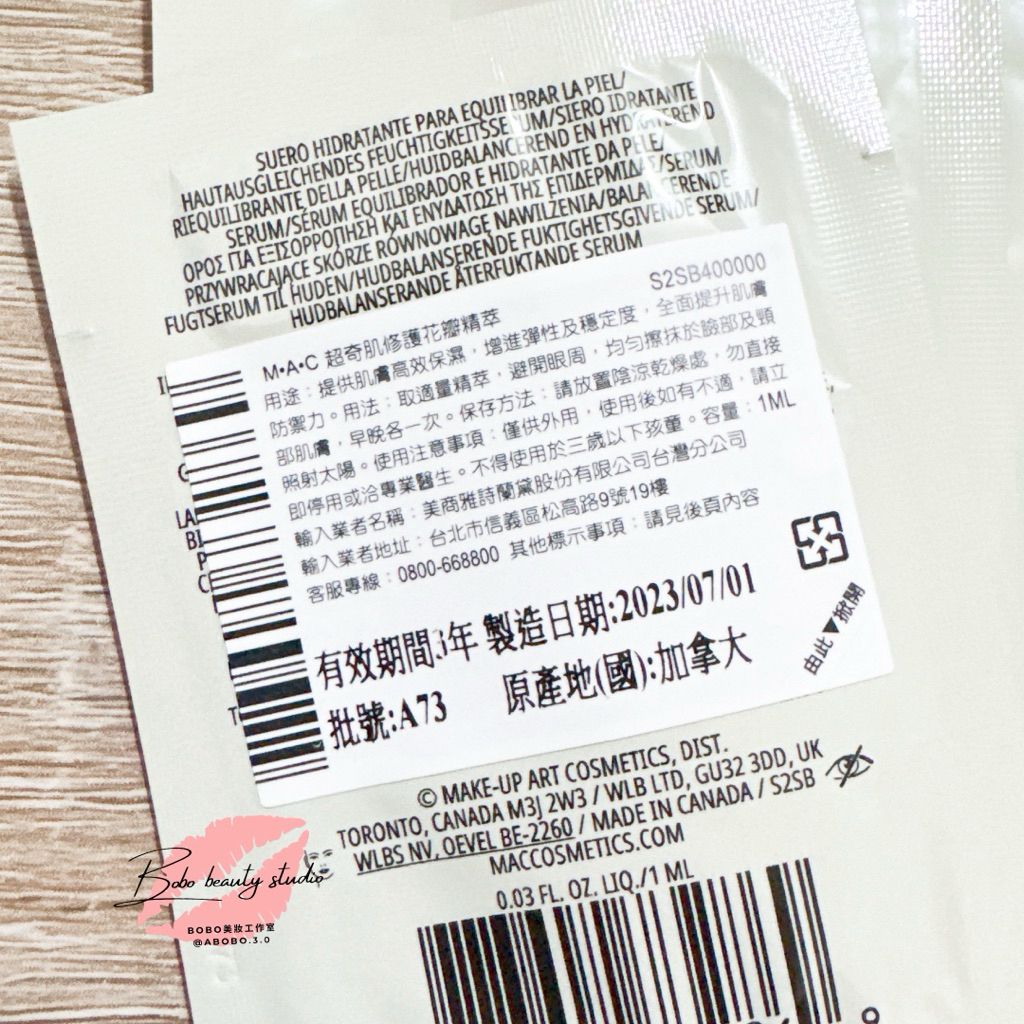 SUERO HIDRATANTE PARA EQUILIBRAR LA PIEL/
HAUTAUSGLEICHENDES FEUCHTIGKEITSSERUM/SIERO IDRATANTE
RIEQUILIBRANTE DELLA PELLE/HUIDBALANCEREND EN HYDRATEREND
SERUM/SÉRUM EQUILIBRADOR E HIDRATANTE DA PELE/
ΟΡΟΣ ΓΙΑ ΕΞΙΣΟΡΡΟΠΗΣΗ ΚΑΙ ΕΝΥΔΑΤΩΣΗ ΤΗΣ ΕΠΙΔΕΡΜΙΔΑΣ/SERUM
PRZYWRACAJĄCE SKÓRZE RÓWNOWAGĘ NAWILŻENIA/BALANCERENDE
FUGTSERUM TIL HUDEN/HUDBALANSERENDE FUKTIGHETSGIVENDE SERUM/
HUDBALANSERANDE ÅTERFUKTANDE SERUM
S2SB400000
M•A•C 超奇肌修護花瓣精萃
用途：提供肌膚高效保濕，增進彈性及穩定度，全面提升肌膚
防禦力。用法：取適量精萃，避開眼周，均勻擦抹於臉部及頸
部肌膚，早晚各一次。保存方法：請放置陰涼乾燥處，勿直接
照射太陽。使用注意事項：僅供外用，使用後如有不適，請立
即停用或洽專業醫生。不得使用於三歲以下孩童。容量：1ML
輸入業者名稱：美商雅詩蘭黛股份有限公司台灣分公司
輸入業者地址：台北市信義區松高路9號19樓
客服專線：0800-668800 其他標示事項：請見後頁內容
有效期間3年 製造日期:2023/07/01
批號:A73 原產地(國):加拿大
由此▼掀開
© MAKE-UP ART COSMETICS, DIST.
TORONTO, CANADA M3J 2W3 / WLB LTD, GU32 3DD, UK
WLBS NV, OEVEL BE-2260 / MADE IN CANADA / S2SB
MACCOSMETICS.COM
0.03 FL. OZ. LIQ./1 ML
Bobo beauty studio
BOBO美妝工作室
@ABOBO.3.0